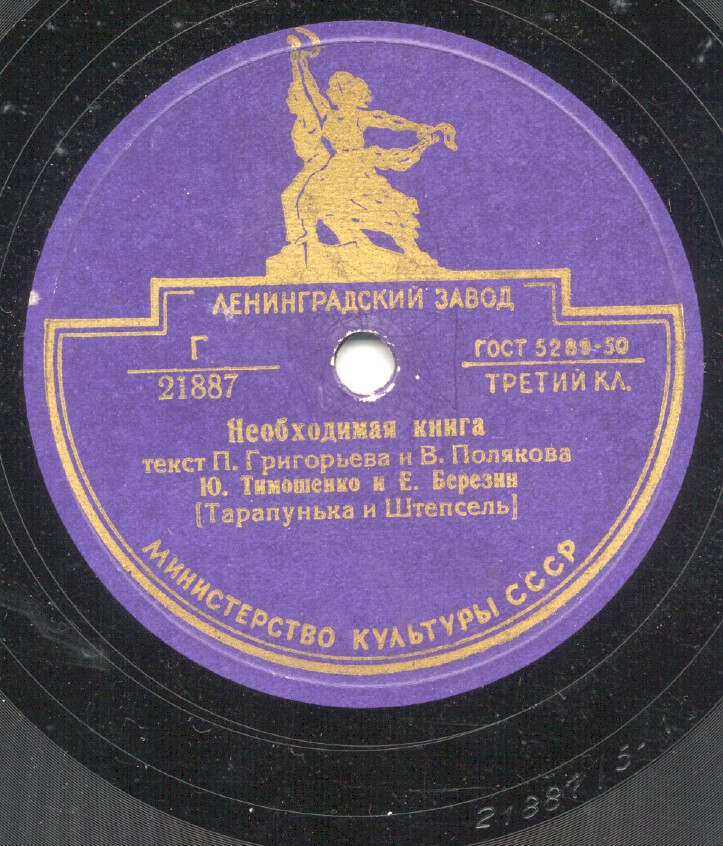 ЛЕНИНГРАДСКИЙ ЗАВОД
Г
21887
ГОСТ 5289-50
ТРЕТИЙ КЛ.
Необходимая книга
текст П. Григорьева и В. Полякова
Ю. Тимошенко и Е. Березин
[Тарапунька и Штепсель]
МИНИСТЕРСТВО КУЛЬТУРЫ СССР
21887/5-